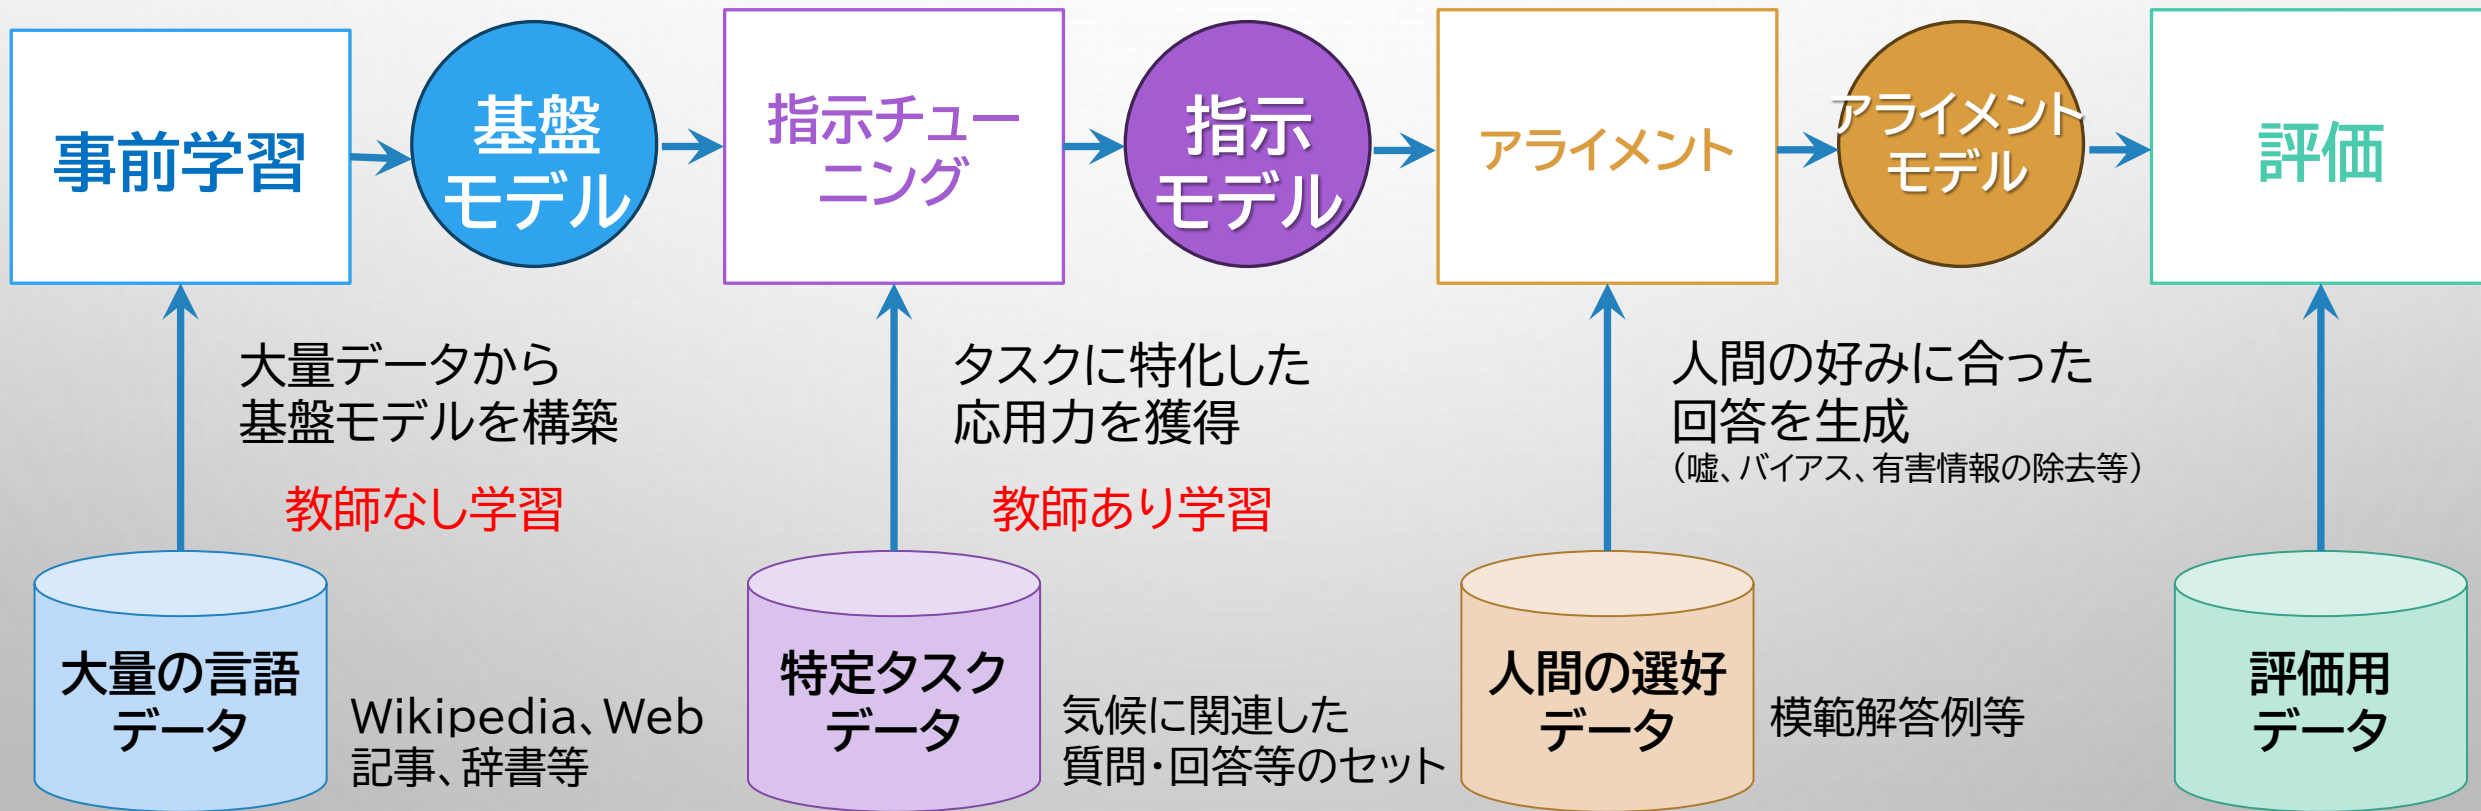 事前学習
基盤
モデル
指示チュー
ニング
指示
モデル
アライメント
アライメント
モデル
評価
大量データから
基盤モデルを構築
教師なし学習
タスクに特化した
応用力を獲得
教師あり学習
人間の好みに合った
回答を生成
（嘘、バイアス、有害情報の除去等）
大量の言語
データ
Wikipedia、Web
記事、辞書等
特定タスク
データ
気候に関連した
質問・回答等のセット
人間の選好
データ
模範解答例等
評価用
データ